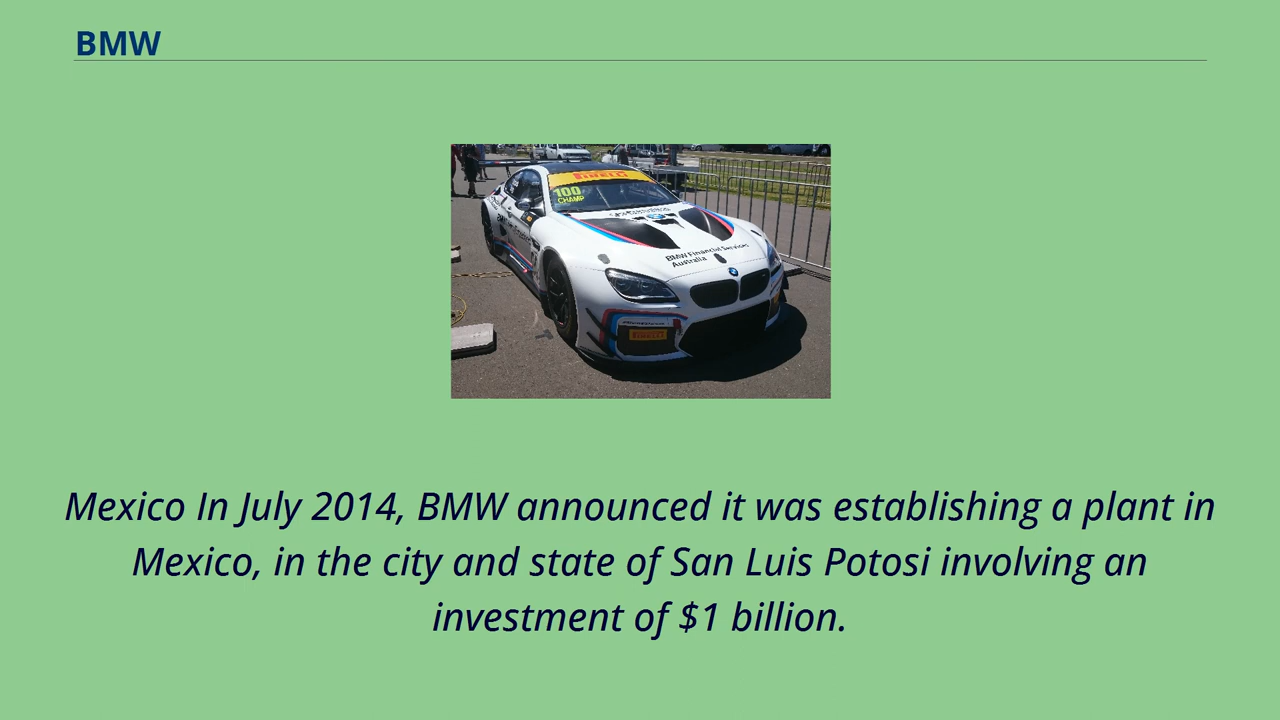 BMW
PIRELLI
100
CHAMP
BMW Financial Services
Australia
PIRELLI
Mexico In July 2014, BMW announced it was establishing a plant in
Mexico, in the city and state of San Luis Potosi involving an
investment of $1 billion.